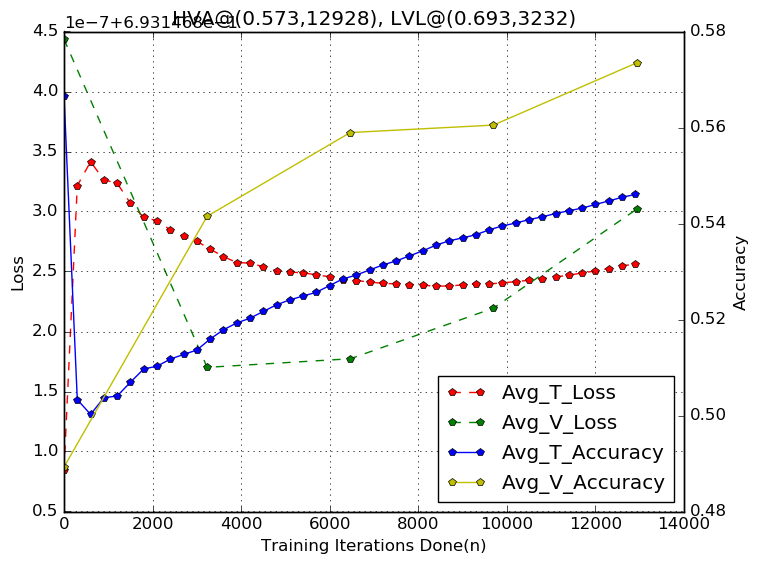 1e-7+6.931468e-1
HVA@(0.573,12928), LVL@(0.693,3232)
4.5
4.0
3.5
3.0
2.5
2.0
1.5
1.0
0.5
Loss
0.58
0.56
0.54
0.52
0.50
0.48
Accuracy
Avg_T_Loss
Avg_V_Loss
Avg_T_Accuracy
Avg_V_Accuracy
0 2000 4000 6000 8000 10000 12000 14000
Training Iterations Done(n)